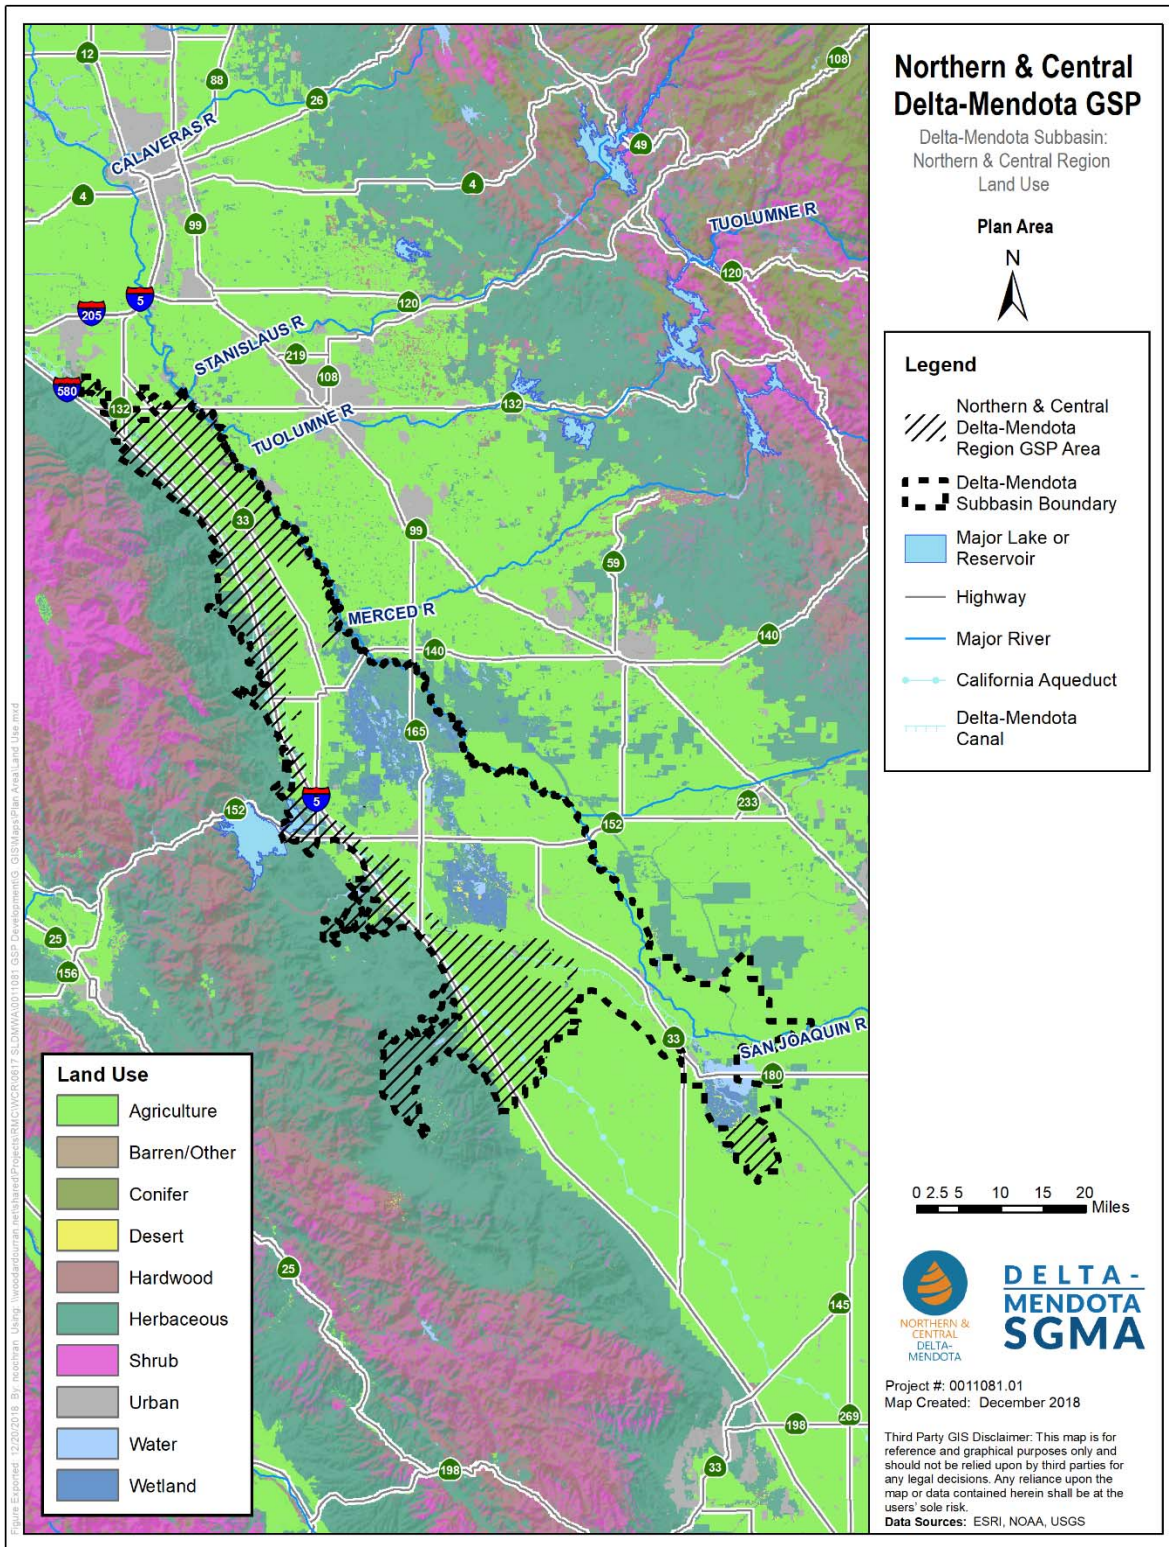 Northern & Central
Delta-Mendota GSP
Delta-Mendota Subbasin:
Northern & Central Region
Land Use
Plan Area
N
Legend
Northern & Central
Delta-Mendota
Region GSP Area
Delta-Mendota
Subbasin Boundary
Major Lake or
Reservoir
Highway
Major River
California Aqueduct
Delta-Mendota
Canal
0 2.5 5 10 15 20
Miles
NORTHERN &
CENTRAL
DELTA-
MENDOTA
DELTA-
MENDOTA
SGMA
Project #: 0011081.01
Map Created: December 2018
Third Party GIS Disclaimer: This map is for
reference and graphical purposes only and
should not be relied upon by third parties for
any legal decisions. Any reliance upon the
map or data contained herein shall be at the
users' sole risk.
Data Sources: ESRI, NOAA, USGS
12
88
108
26
CALAVERAS R
49
4
4
99
TUOLUMNE R
120
5
205
120
STANISLAUS R
219
108
580
132
132
TUOLUMNE R
33
99
59
MERCED R
140
140
165
5
152
233
152
25
156
33
SAN JOAQUIN R
180
25
145
269
198
33
198
Land Use
Agriculture
Barren/Other
Conifer
Desert
Hardwood
Herbaceous
Shrub
Urban
Water
Wetland